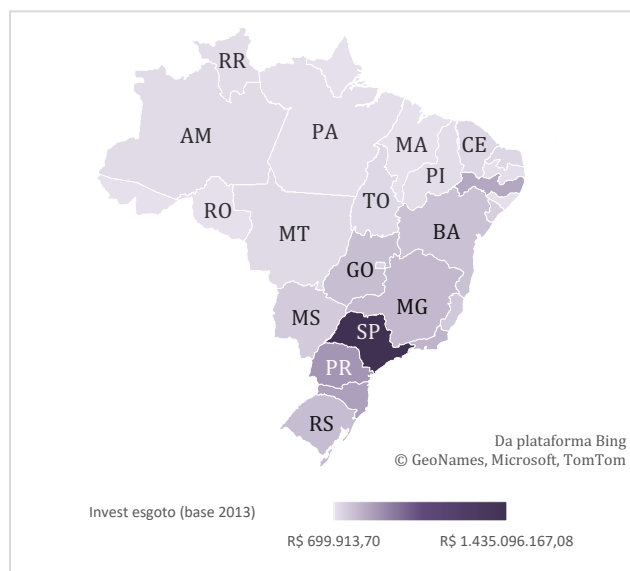 RR
AM
PA
MA
CE
PI
TO
RO
MT
BA
GO
MG
MS
SP
PR
RS
Da plataforma Bing
© GeoNames, Microsoft, TomTom
Invest esgoto (base 2013)
R$ 699.913,70 R$ 1.435.096.167,08